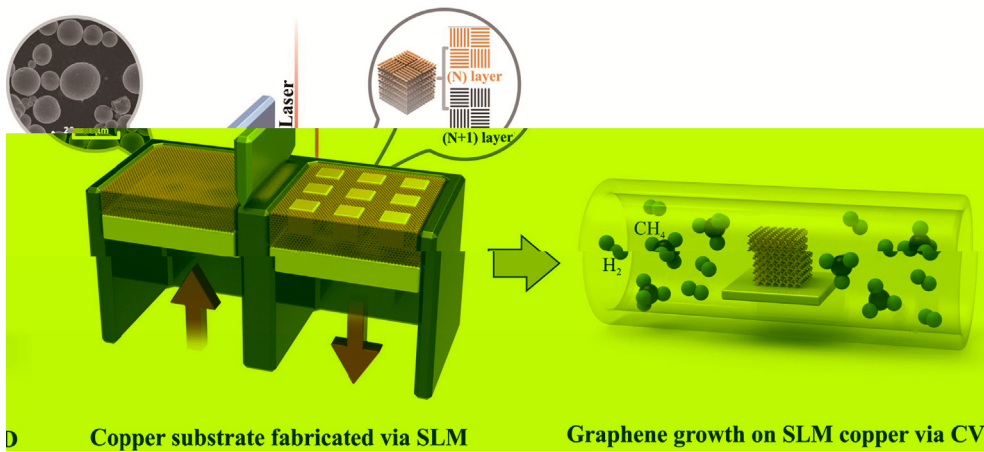 Laser
(N) layer
(N+1) layer
CH₄
H₂
Copper substrate fabricated via SLM
Graphene growth on SLM copper via CV